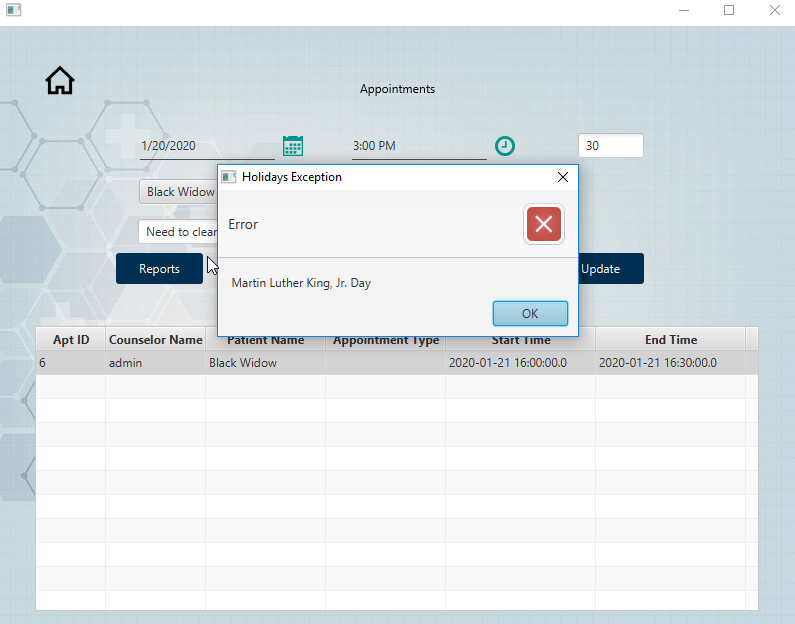 Appointments
1/20/2020
3:00 PM
30
Holidays Exception
Black Widow
Error
Need to clear
Reports
Update
Martin Luther King, Jr. Day
OK
Apt ID Counselor Name Patient Name Appointment Type Start Time End Time
6 admin Black Widow 2020-01-21 16:00:00.0 2020-01-21 16:30:00.0